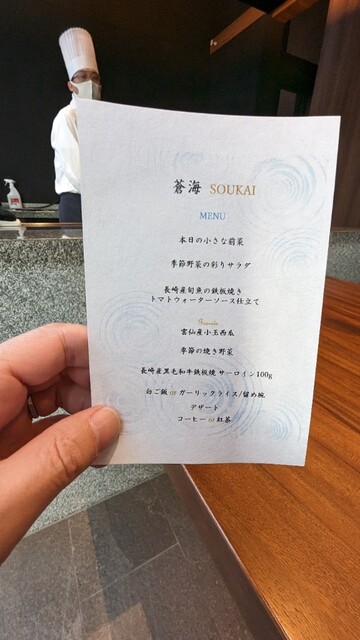 蒼海 SOUKAI
MENU
本日の小さな前菜
季節野菜の彩りサラダ
長崎産旬魚の鉄板焼き
トマトウォーターソース仕立て
Granite
雲仙産小玉西瓜
季節の焼き野菜
長崎産黒毛和牛鉄板焼 サーロイン100g
白ご飯 or ガーリックライス/留め椀
デザート
コーヒー or 紅茶